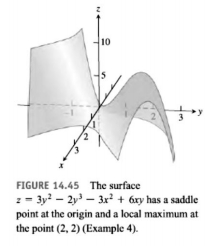 z
10
5
1
2
3
y
1
2
3
x
FIGURE 14.45 The surface
z = 3y² − 2y³ − 3x² + 6xy has a saddle
point at the origin and a local maximum at
the point (2, 2) (Example 4).